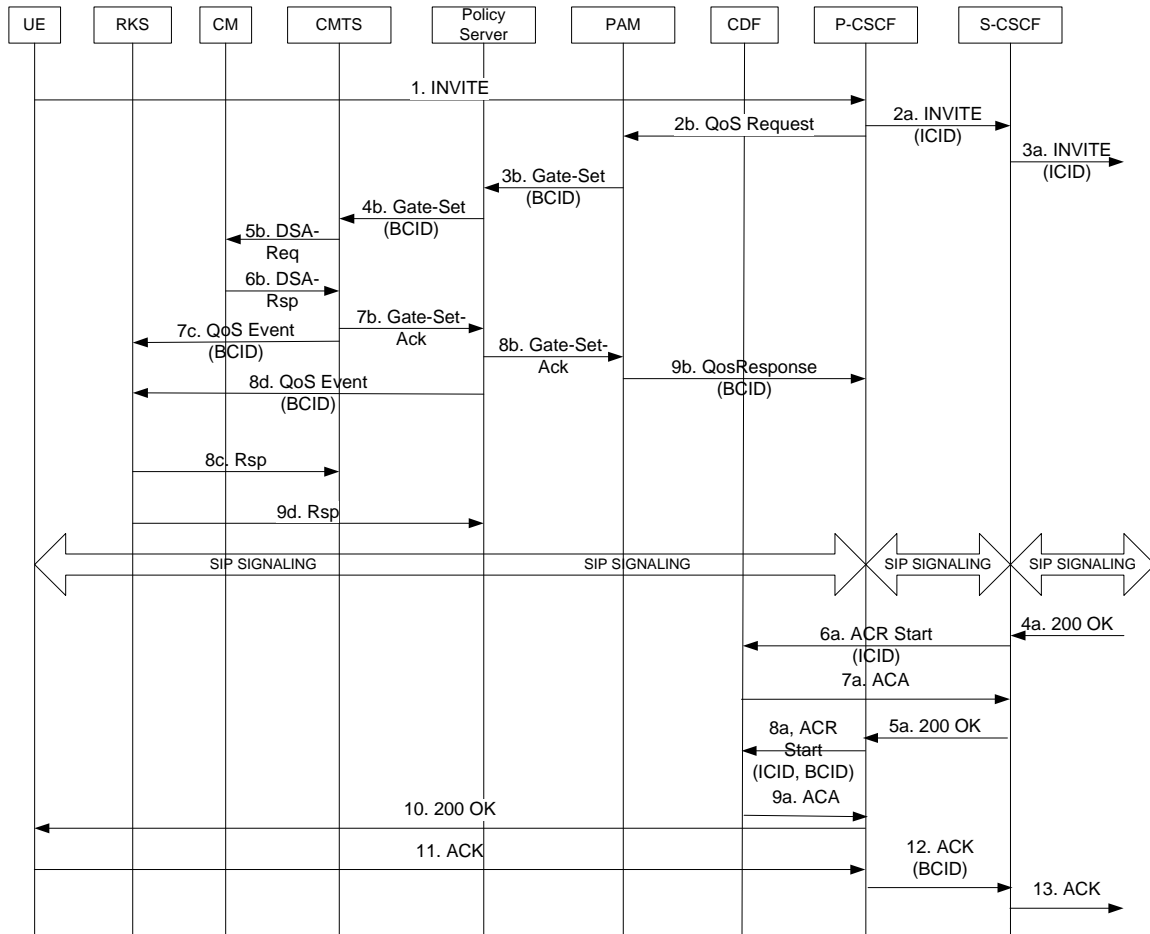 UE
RKS
CM
CMTS
Policy
Server
PAM
CDF
P-CSCF
S-CSCF
1. INVITE
2a. INVITE
(ICID)
2b. QoS Request
3a. INVITE
(ICID)
3b. Gate-Set
(BCID)
4b. Gate-Set
(BCID)
5b. DSA-
Req
6b. DSA-
Rsp
7b. Gate-Set-
Ack
7c. QoS Event
(BCID)
8b. Gate-Set-
Ack
9b. QosResponse
(BCID)
8d. QoS Event
(BCID)
8c. Rsp
9d. Rsp
SIP SIGNALING
SIP SIGNALING
SIP SIGNALING
SIP SIGNALING
4a. 200 OK
6a. ACR Start
(ICID)
7a. ACA
5a. 200 OK
8a, ACR
Start
(ICID, BCID)
9a. ACA
10. 200 OK
11. ACK
12. ACK
(BCID)
13. ACK